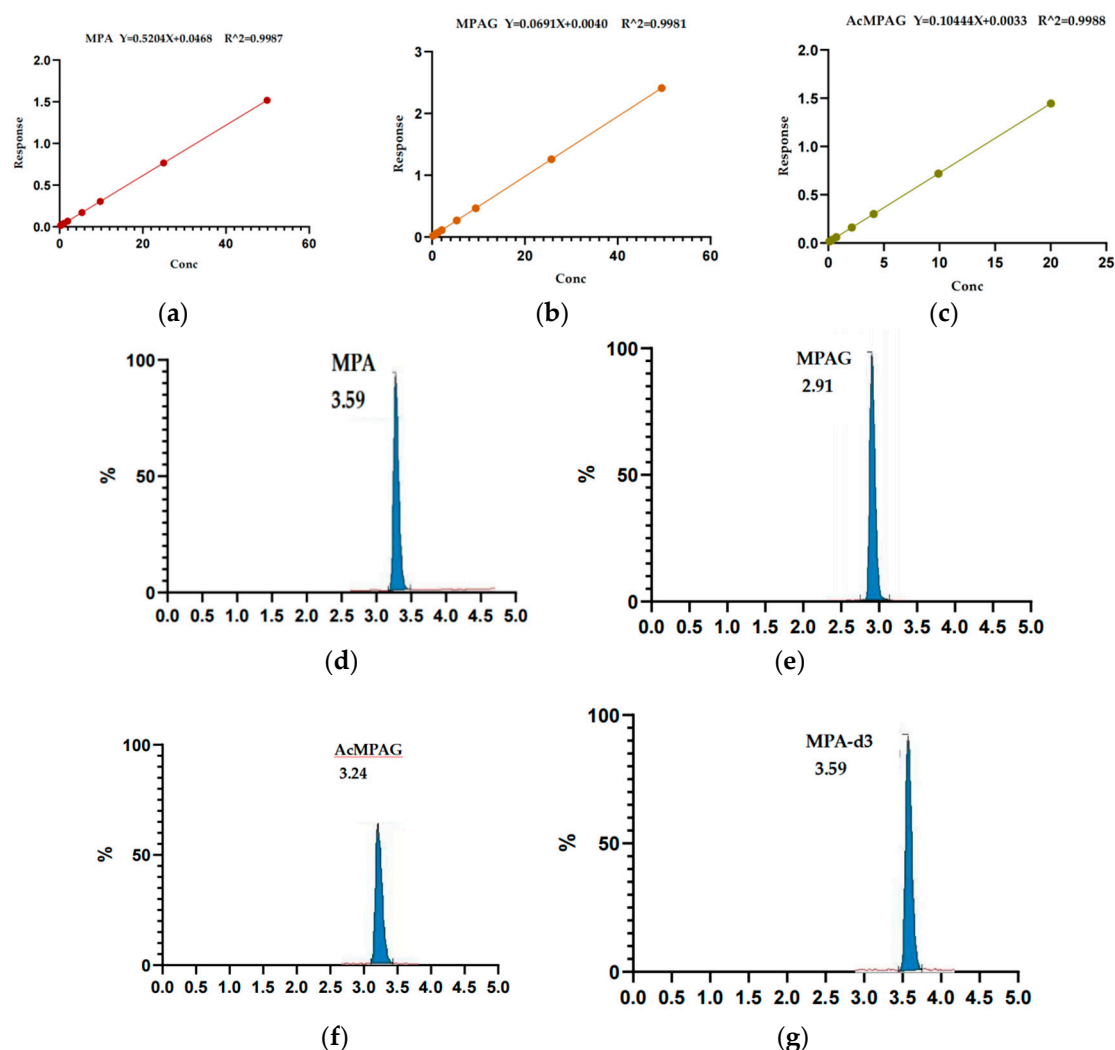 MPA Y=0.5204X+0.0468 R^2=0.9987
2.0
1.5
1.0
0.5
0.0
Response
0 20 40 60
Conc
(a)
MPAG Y=0.0691X+0.0040 R^2=0.9981
3
2
1
0
Response
0 20 40 60
Conc
(b)
AcMPAG Y=0.10444X+0.0033 R^2=0.9988
2.0
1.5
1.0
0.5
0.0
Response
0 5 10 15 20 25
Conc
(c)
100
50
0
%
MPA
3.59
0.0 0.5 1.0 1.5 2.0 2.5 3.0 3.5 4.0 4.5 5.0
(d)
100
50
0
%
MPAG
2.91
0.0 0.5 1.0 1.5 2.0 2.5 3.0 3.5 4.0 4.5 5.0
(e)
100
50
0
%
AcMPAG
3.24
0.0 0.5 1.0 1.5 2.0 2.5 3.0 3.5 4.0 4.5 5.0
(f)
100
50
0
%
MPA-d3
3.59
0.0 0.5 1.0 1.5 2.0 2.5 3.0 3.5 4.0 4.5 5.0
(g)